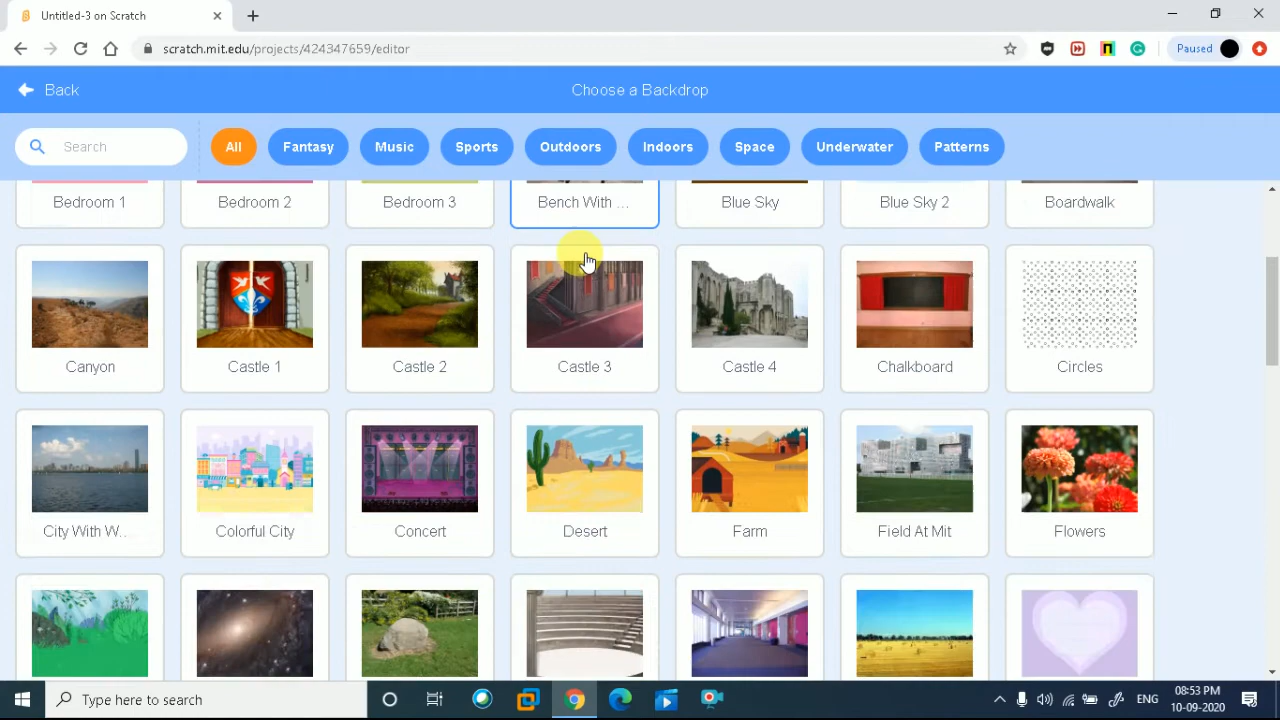 Untitled-3 on Scratch
scratch.mit.edu/projects/424347659/editor
Paused
Back
Choose a Backdrop
Search
All
Fantasy
Music
Sports
Outdoors
Indoors
Space
Underwater
Patterns
Bedroom 1
Bedroom 2
Bedroom 3
Bench With ...
Blue Sky
Blue Sky 2
Boardwalk
Canyon
Castle 1
Castle 2
Castle 3
Castle 4
Chalkboard
Circles
City With W...
Colorful City
Concert
Desert
Farm
Field At Mit
Flowers
Type here to search
ENG
08:53 PM
10-09-2020